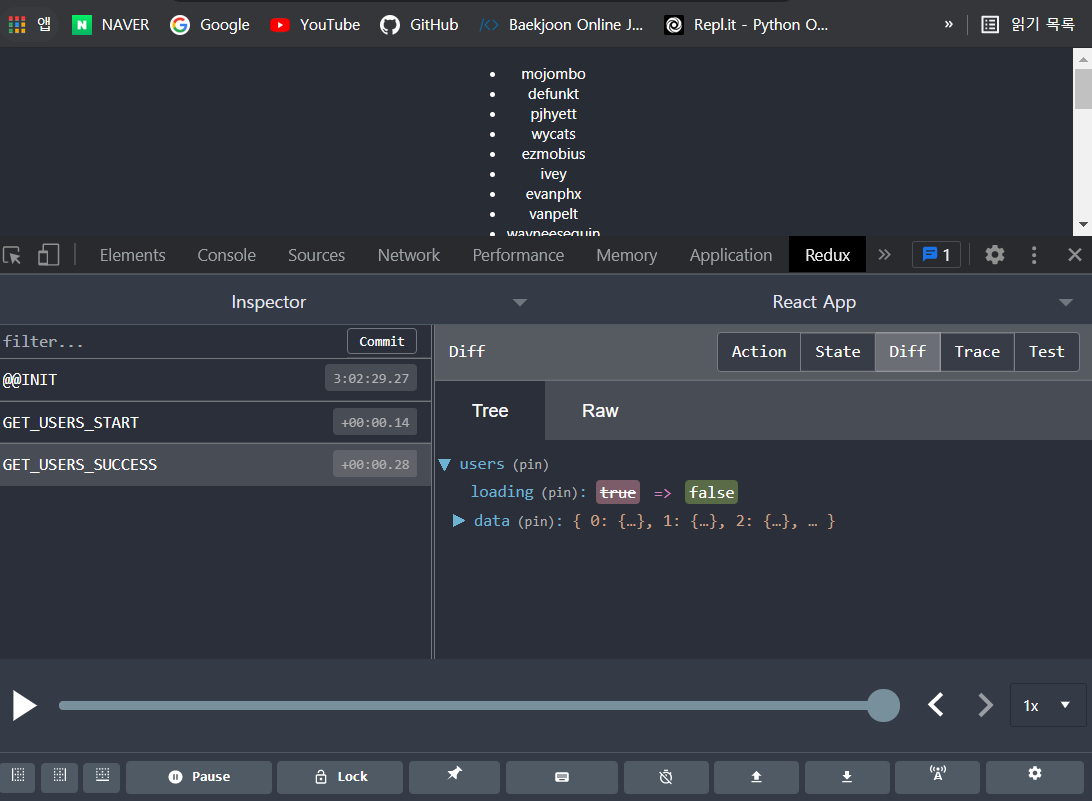 앱 NAVER Google YouTube GitHub Baekjoon Online J... Repl.it - Python O... » 읽기 목록
mojombo
defunkt
pjhyett
wycats
ezmobius
ivey
evanphx
vanpelt
wayneesequin
Elements Console Sources Network Performance Memory Application Redux » 1
Inspector React App
filter... Commit
Diff Action State Diff Trace Test
@@INIT 3:02:29.27
Tree Raw
GET_USERS_START +00:00.14
GET_USERS_SUCCESS +00:00.28
users (pin)
loading (pin): true => false
data (pin): { 0: {…}, 1: {…}, 2: {…}, … }
1x
Pause Lock